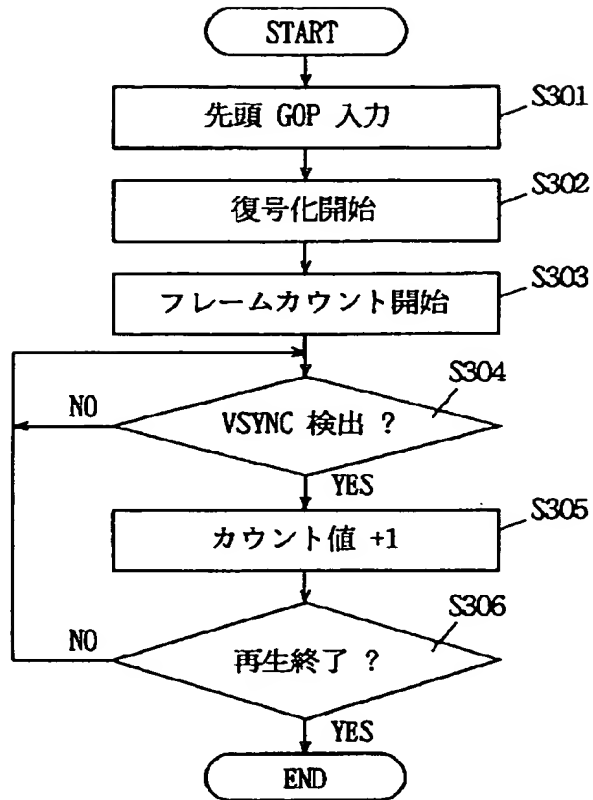 START
先頭 GOP 入力
S301
復号化開始
S302
フレームカウント開始
S303
VSYNC 検出 ?
S304
NO
YES
カウント値 +1
S305
再生終了 ?
S306
NO
YES
END